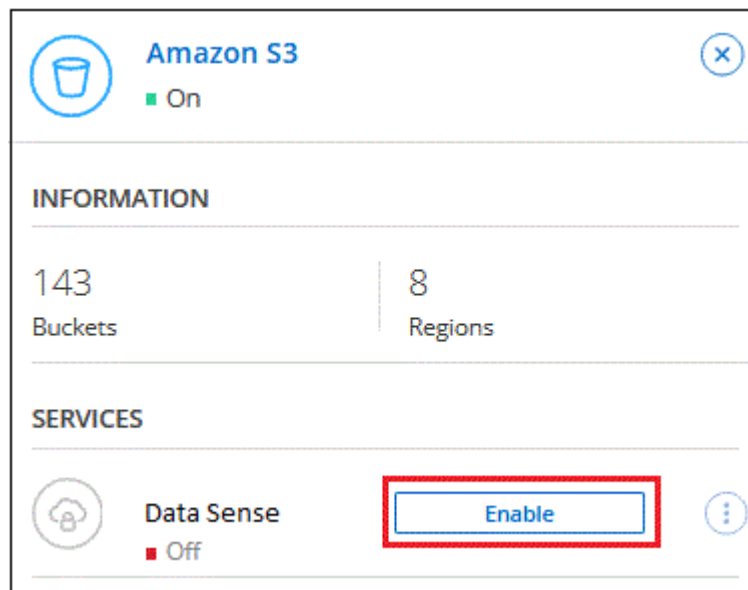 Amazon S3
On
INFORMATION
143
Buckets
8
Regions
SERVICES
Data Sense
Enable
Off